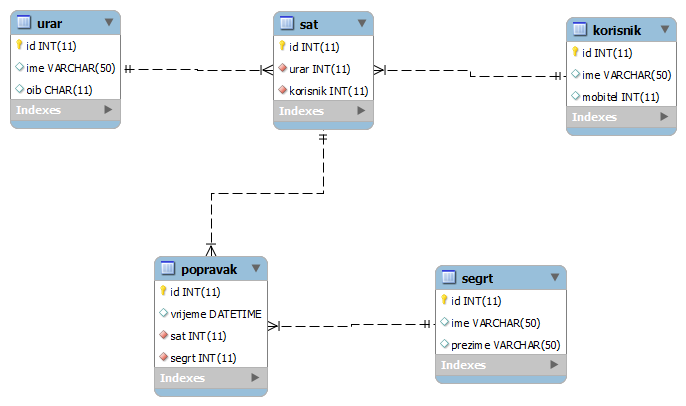 urar
id INT(11)
ime VARCHAR(50)
oib CHAR(11)
Indexes
sat
id INT(11)
urar INT(11)
korisnik INT(11)
Indexes
korisnik
id INT(11)
ime VARCHAR(50)
mobitel INT(11)
Indexes
popravak
id INT(11)
vrijeme DATETIME
sat INT(11)
segrt INT(11)
Indexes
segrt
id INT(11)
ime VARCHAR(50)
prezime VARCHAR(50)
Indexes